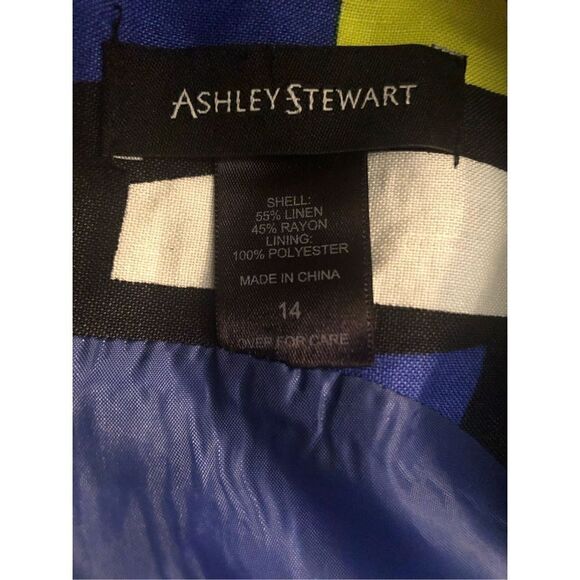 ASHLEY STEWART
SHELL:
55% LINEN
45% RAYON
LINING:
100% POLYESTER
MADE IN CHINA
14
OVER FOR CARE